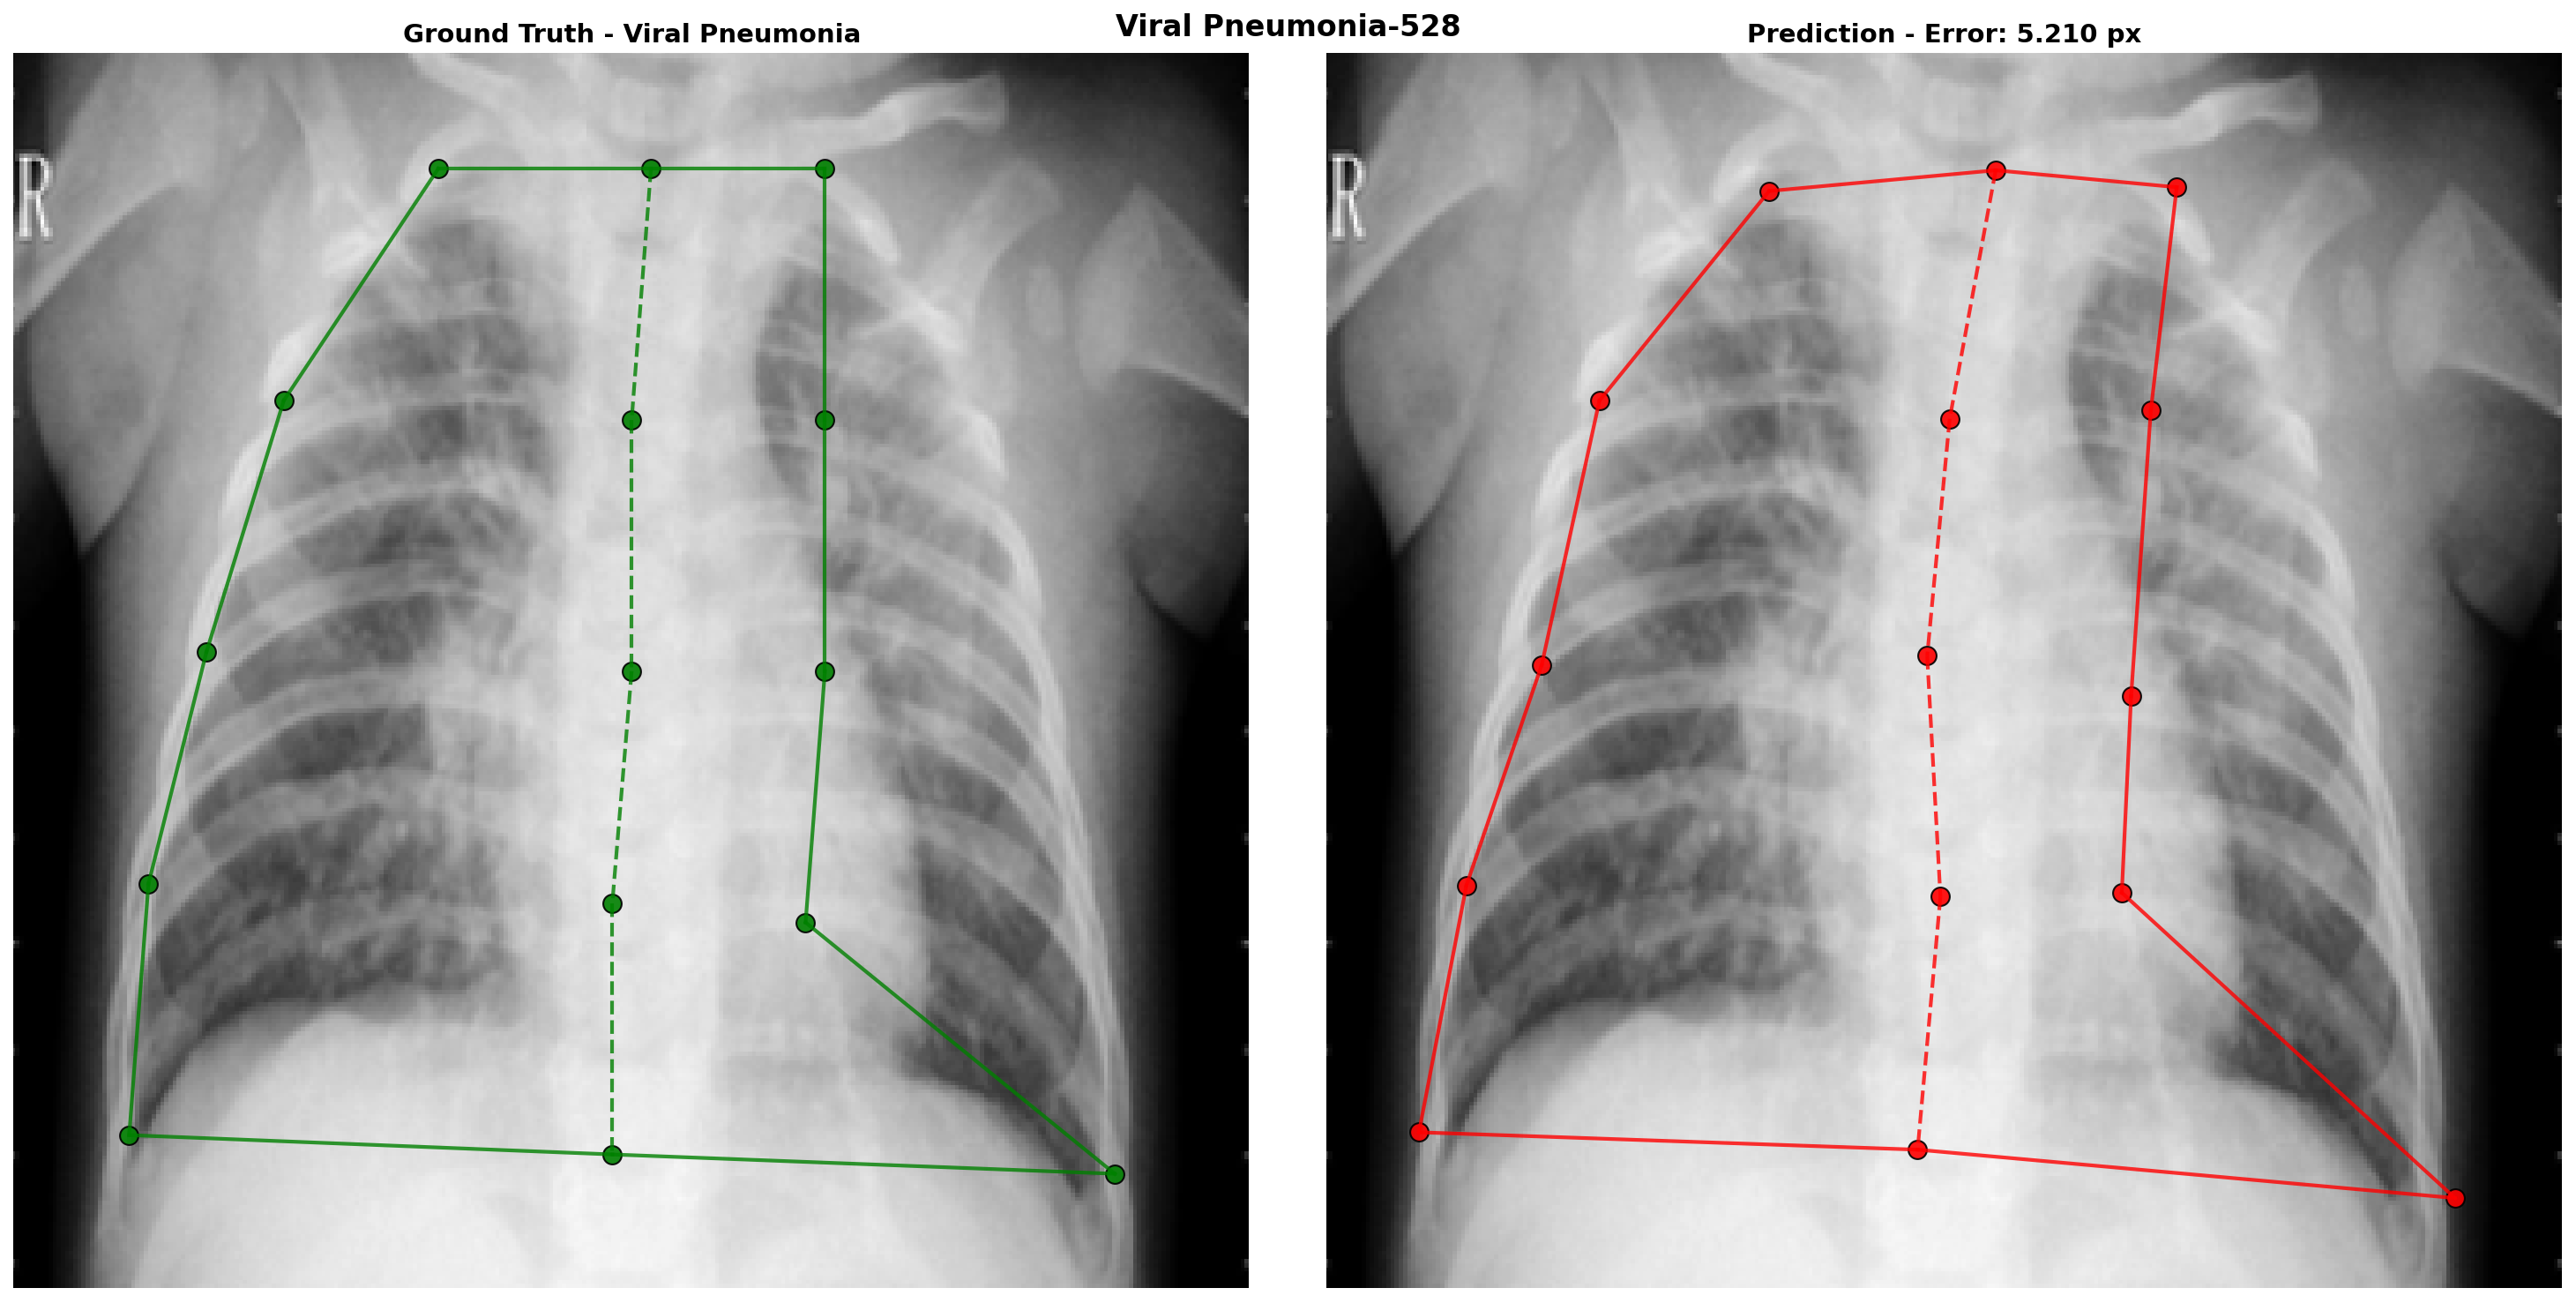 Viral Pneumonia-528
Ground Truth - Viral Pneumonia
Prediction - Error: 5.210 px
R
R